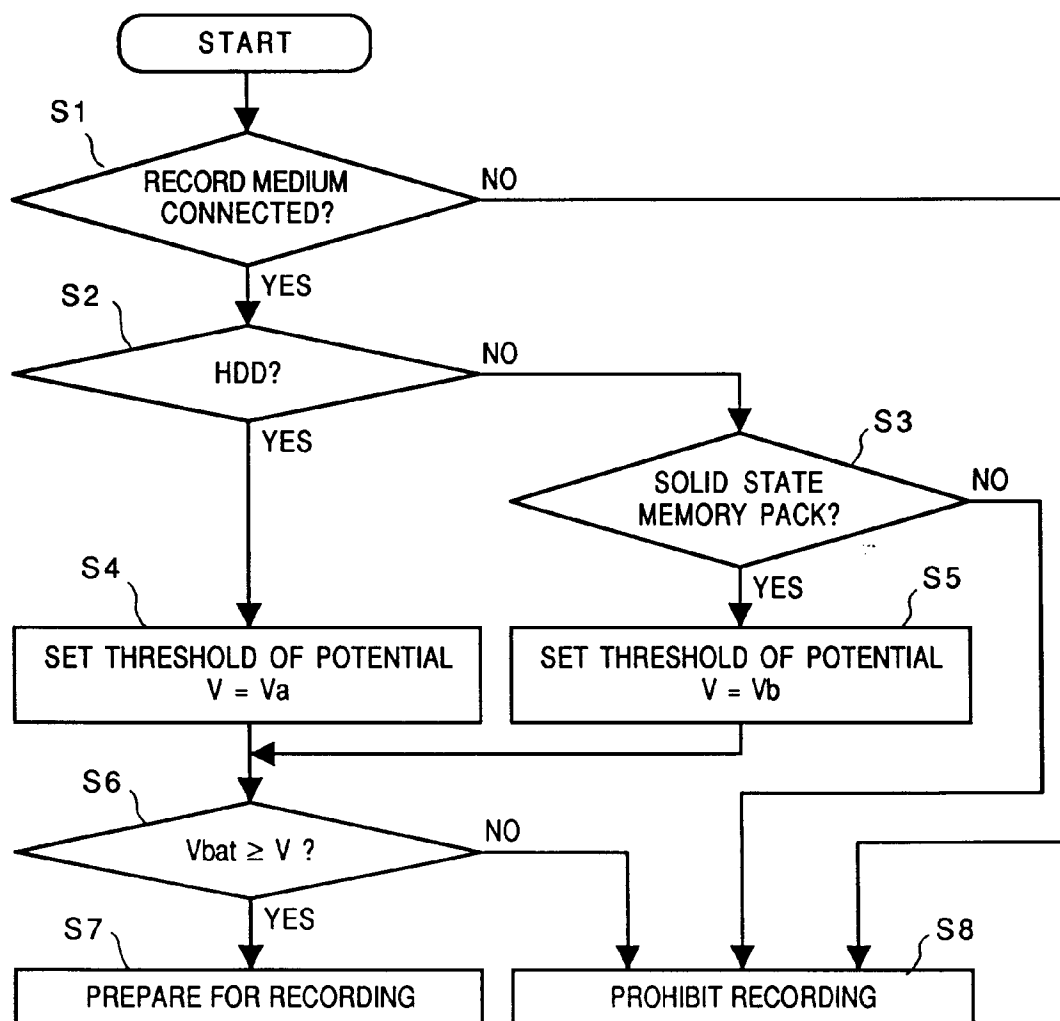 START
S1
RECORD MEDIUM
CONNECTED?
NO
YES
S2
HDD?
NO
YES
S3
SOLID STATE
MEMORY PACK?
NO
YES
S4
SET THRESHOLD OF POTENTIAL
V = Va
S5
SET THRESHOLD OF POTENTIAL
V = Vb
S6
Vbat ≥ V ?
NO
YES
S7
PREPARE FOR RECORDING
S8
PROHIBIT RECORDING